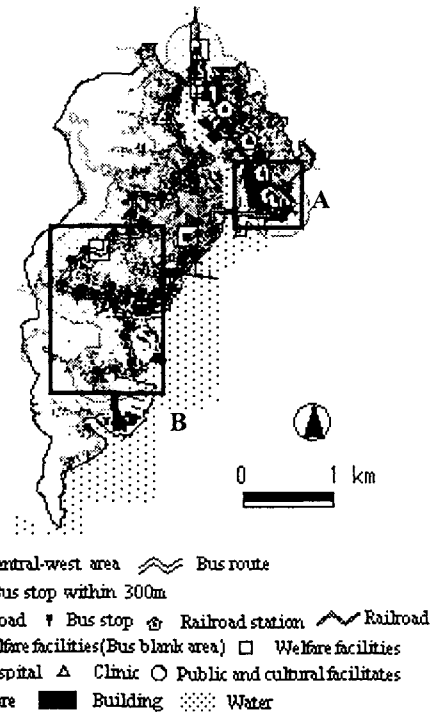 A
B
0 1 km
entral-west area Bus route
us stop within 300m
oad Bus stop Railroad station Railroad
lfare facilities(Bus blank area) Welfare facilities
spital Clinic Public and cultural facilitates
re Building Water